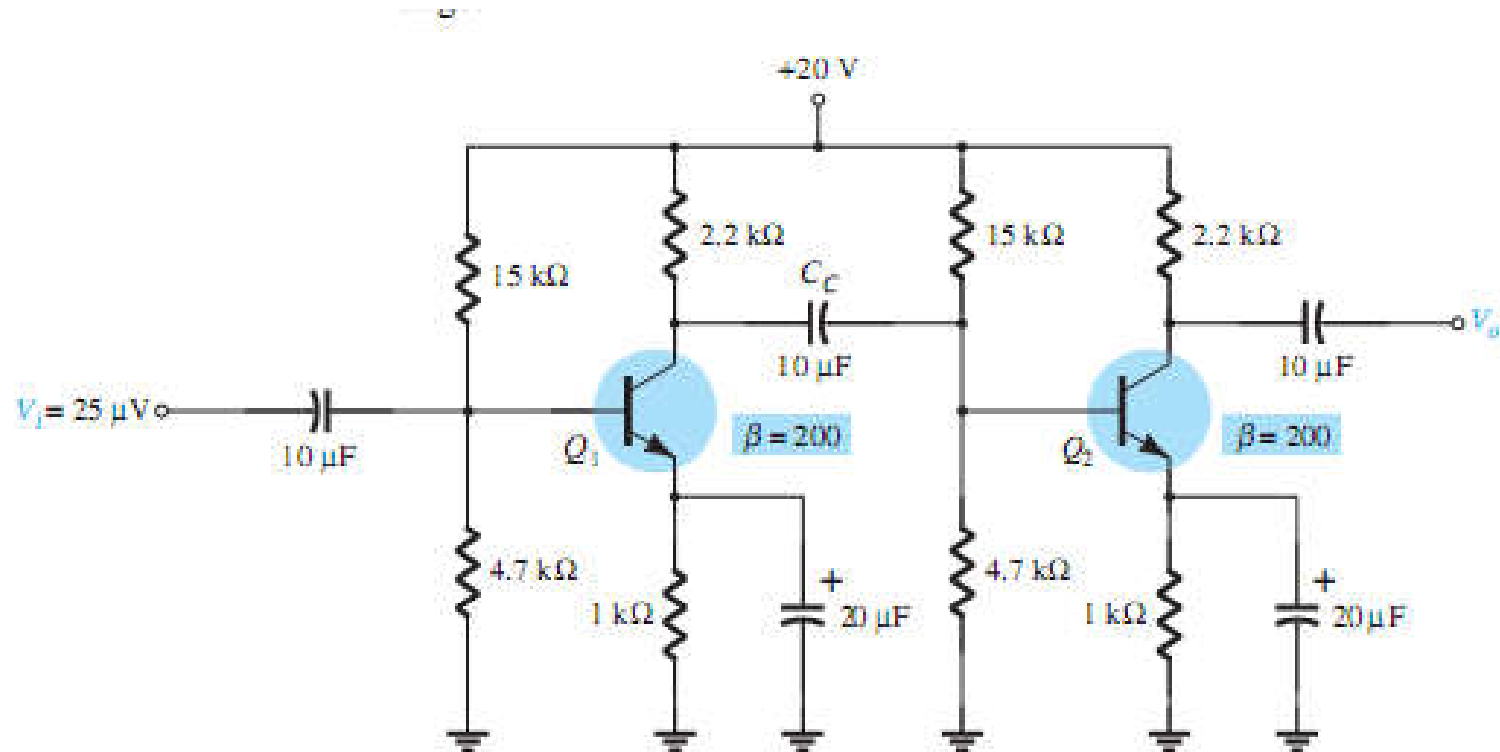 +20 V
2.2 kΩ
15 kΩ
2.2 kΩ
15 kΩ
C_C
10 μF
10 μF
V_o
V_i = 25 μV
10 μF
Q_1
β = 200
Q_2
β = 200
4.7 kΩ
4.7 kΩ
1 kΩ
+
20 μF
1 kΩ
+
20 μF